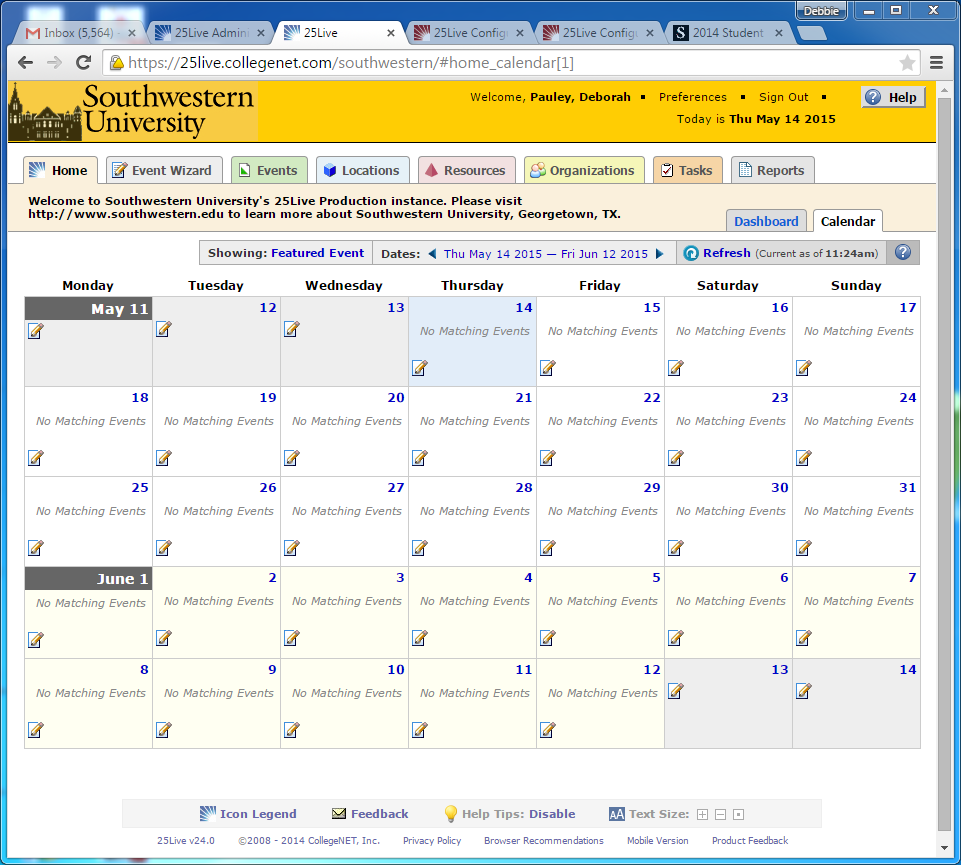 Debbie
Inbox (5,564)
25Live Admini
25Live
25Live Configu
25Live Configu
2014 Student
https://25live.collegenet.com/southwestern/#home_calendar[1]
Southwestern
University
Welcome, Pauley, Deborah ▪ Preferences ▪ Sign Out ▪
Help
Today is Thu May 14 2015
Home Event Wizard Events Locations Resources Organizations Tasks Reports
Welcome to Southwestern University's 25Live Production instance. Please visit
http://www.southwestern.edu to learn more about Southwestern University, Georgetown, TX.
Dashboard Calendar
Showing: Featured Event Dates: Thu May 14 2015 — Fri Jun 12 2015 Refresh (Current as of 11:24am) ?
Monday Tuesday Wednesday Thursday Friday Saturday Sunday
May 11 12 13 14 15 16 17
No Matching Events No Matching Events No Matching Events No Matching Events
18 19 20 21 22 23 24
No Matching Events No Matching Events No Matching Events No Matching Events No Matching Events No Matching Events No Matching Events
25 26 27 28 29 30 31
No Matching Events No Matching Events No Matching Events No Matching Events No Matching Events No Matching Events No Matching Events
June 1 2 3 4 5 6 7
No Matching Events No Matching Events No Matching Events No Matching Events No Matching Events No Matching Events No Matching Events
8 9 10 11 12 13 14
No Matching Events No Matching Events No Matching Events No Matching Events No Matching Events
Icon Legend Feedback Help Tips: Disable AA Text Size:
25Live v24.0 ©2008 - 2014 CollegeNET, Inc. Privacy Policy Browser Recommendations Mobile Version Product Feedback